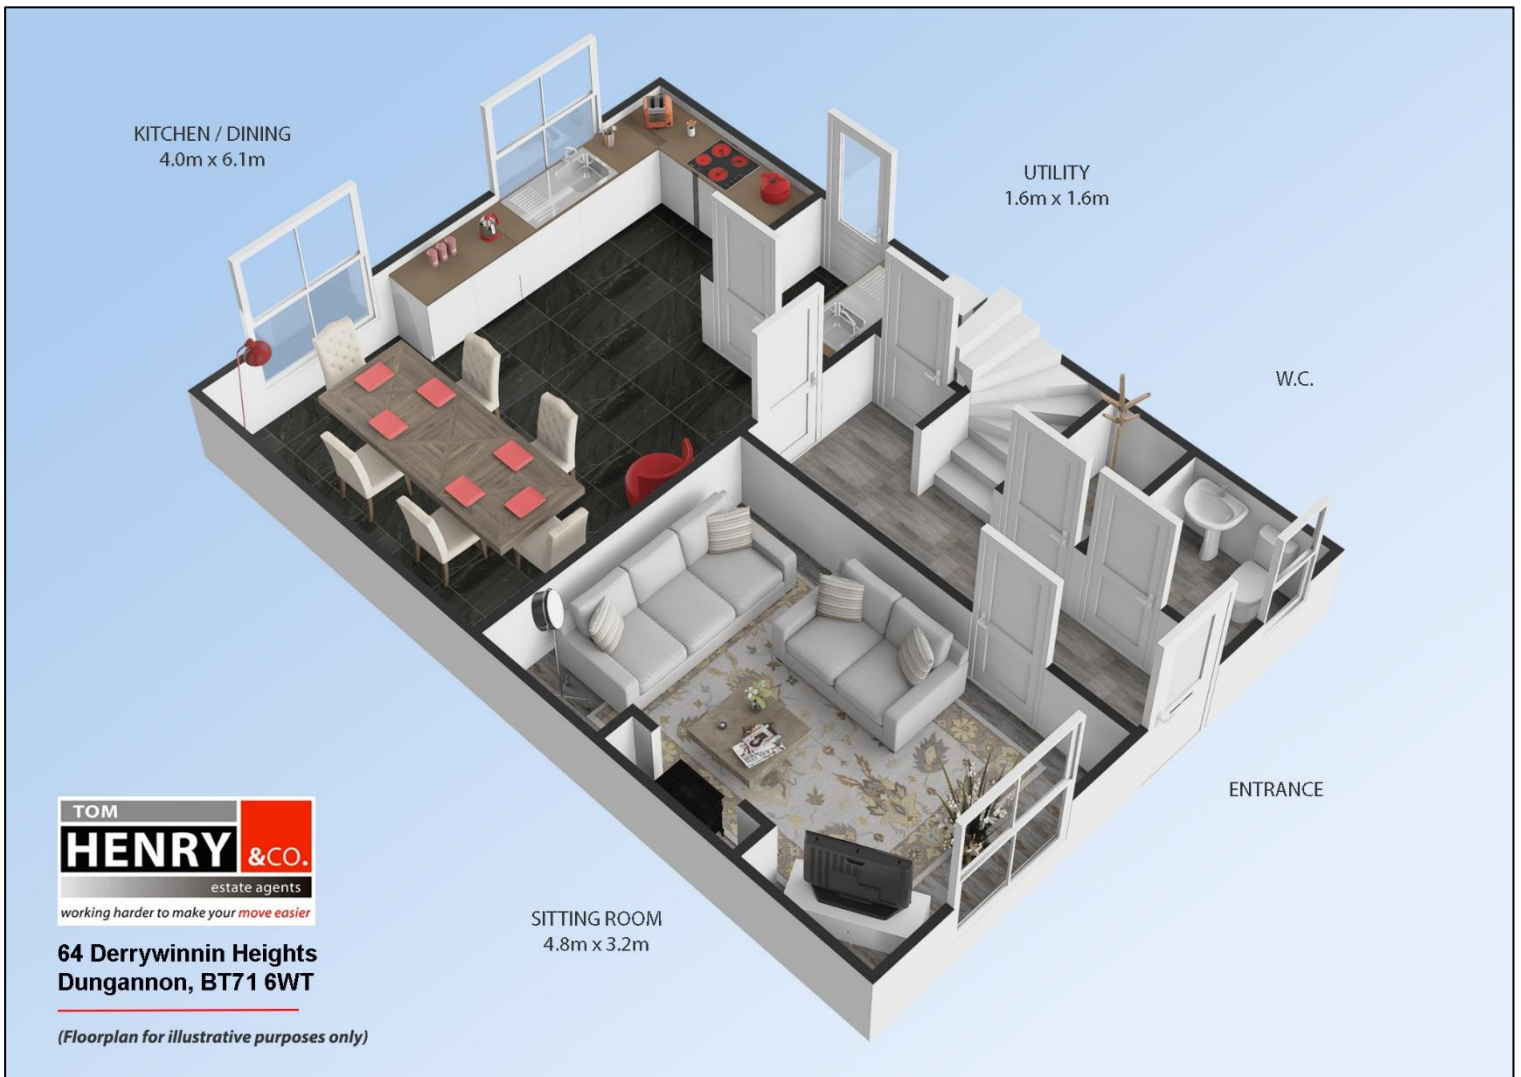 KITCHEN / DINING
4.0m x 6.1m
UTILITY
1.6m x 1.6m
W.C.
ENTRANCE
SITTING ROOM
4.8m x 3.2m
TOM
HENRY &CO.
estate agents
working harder to make your move easier
64 Derrywinnin Heights
Dungannon, BT71 6WT
(Floorplan for illustrative purposes only)